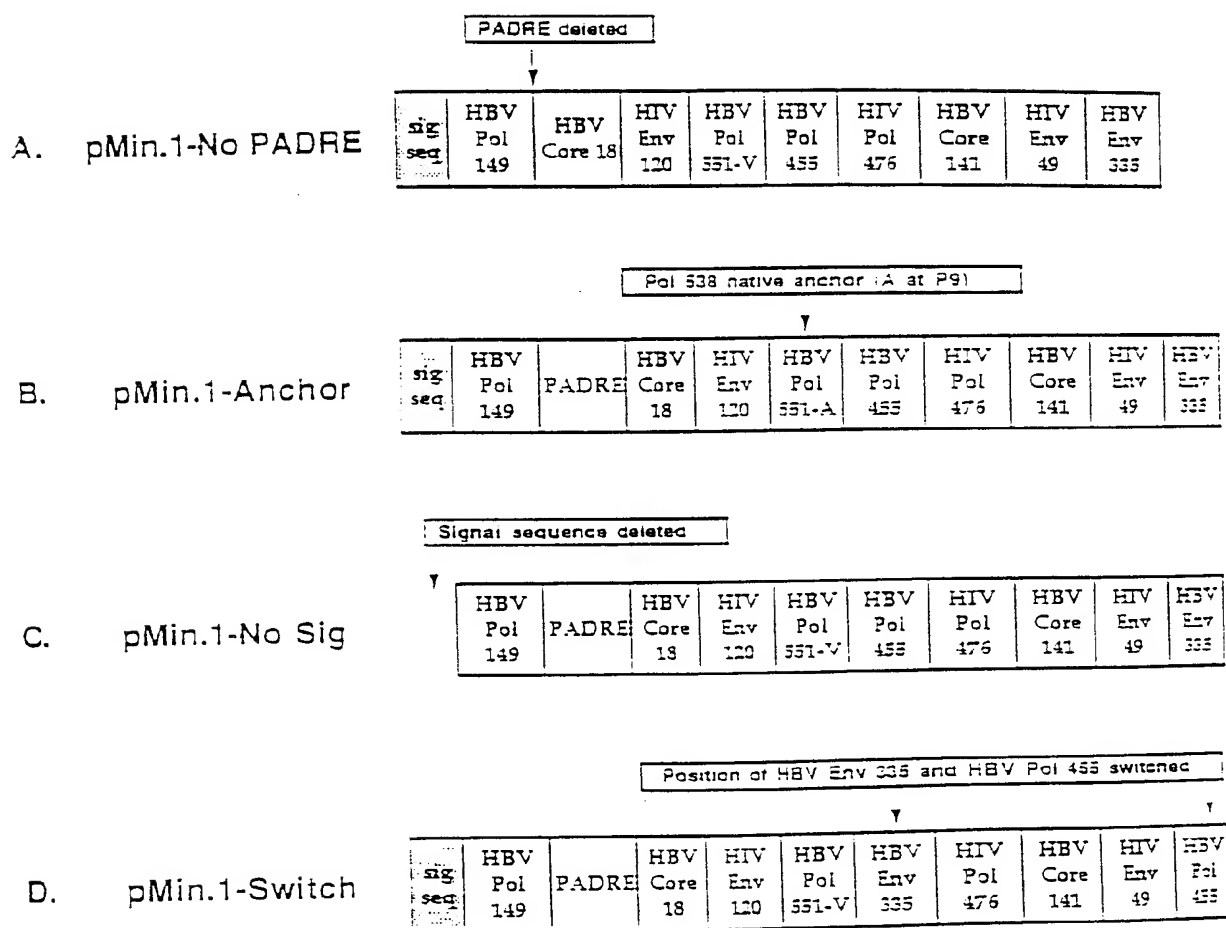 PADRE deleted
A. pMin.1-No PADRE
sig seq
HBV Pol 149
HBV Core 18
HIV Env 120
HBV Pol 551-V
HBV Pol 455
HIV Pol 476
HBV Core 141
HIV Env 49
HBV Env 335
Pol 538 native anchor (A at P9)
B. pMin.1-Anchor
sig seq
HBV Pol 149
PADRE
HBV Core 18
HIV Env 120
HBV Pol 551-A
HBV Pol 455
HIV Pol 476
HBV Core 141
HIV Env 49
HBV Env 335
Signal sequence deleted
C. pMin.1-No Sig
HBV Pol 149
PADRE
HBV Core 18
HIV Env 120
HBV Pol 551-V
HBV Pol 455
HIV Pol 476
HBV Core 141
HIV Env 49
HBV Env 335
Position of HBV Env 335 and HBV Pol 455 switched
D. pMin.1-Switch
sig seq
HBV Pol 149
PADRE
HBV Core 18
HIV Env 120
HBV Pol 551-V
HBV Env 335
HIV Pol 476
HBV Core 141
HIV Env 49
HBV Pol 455